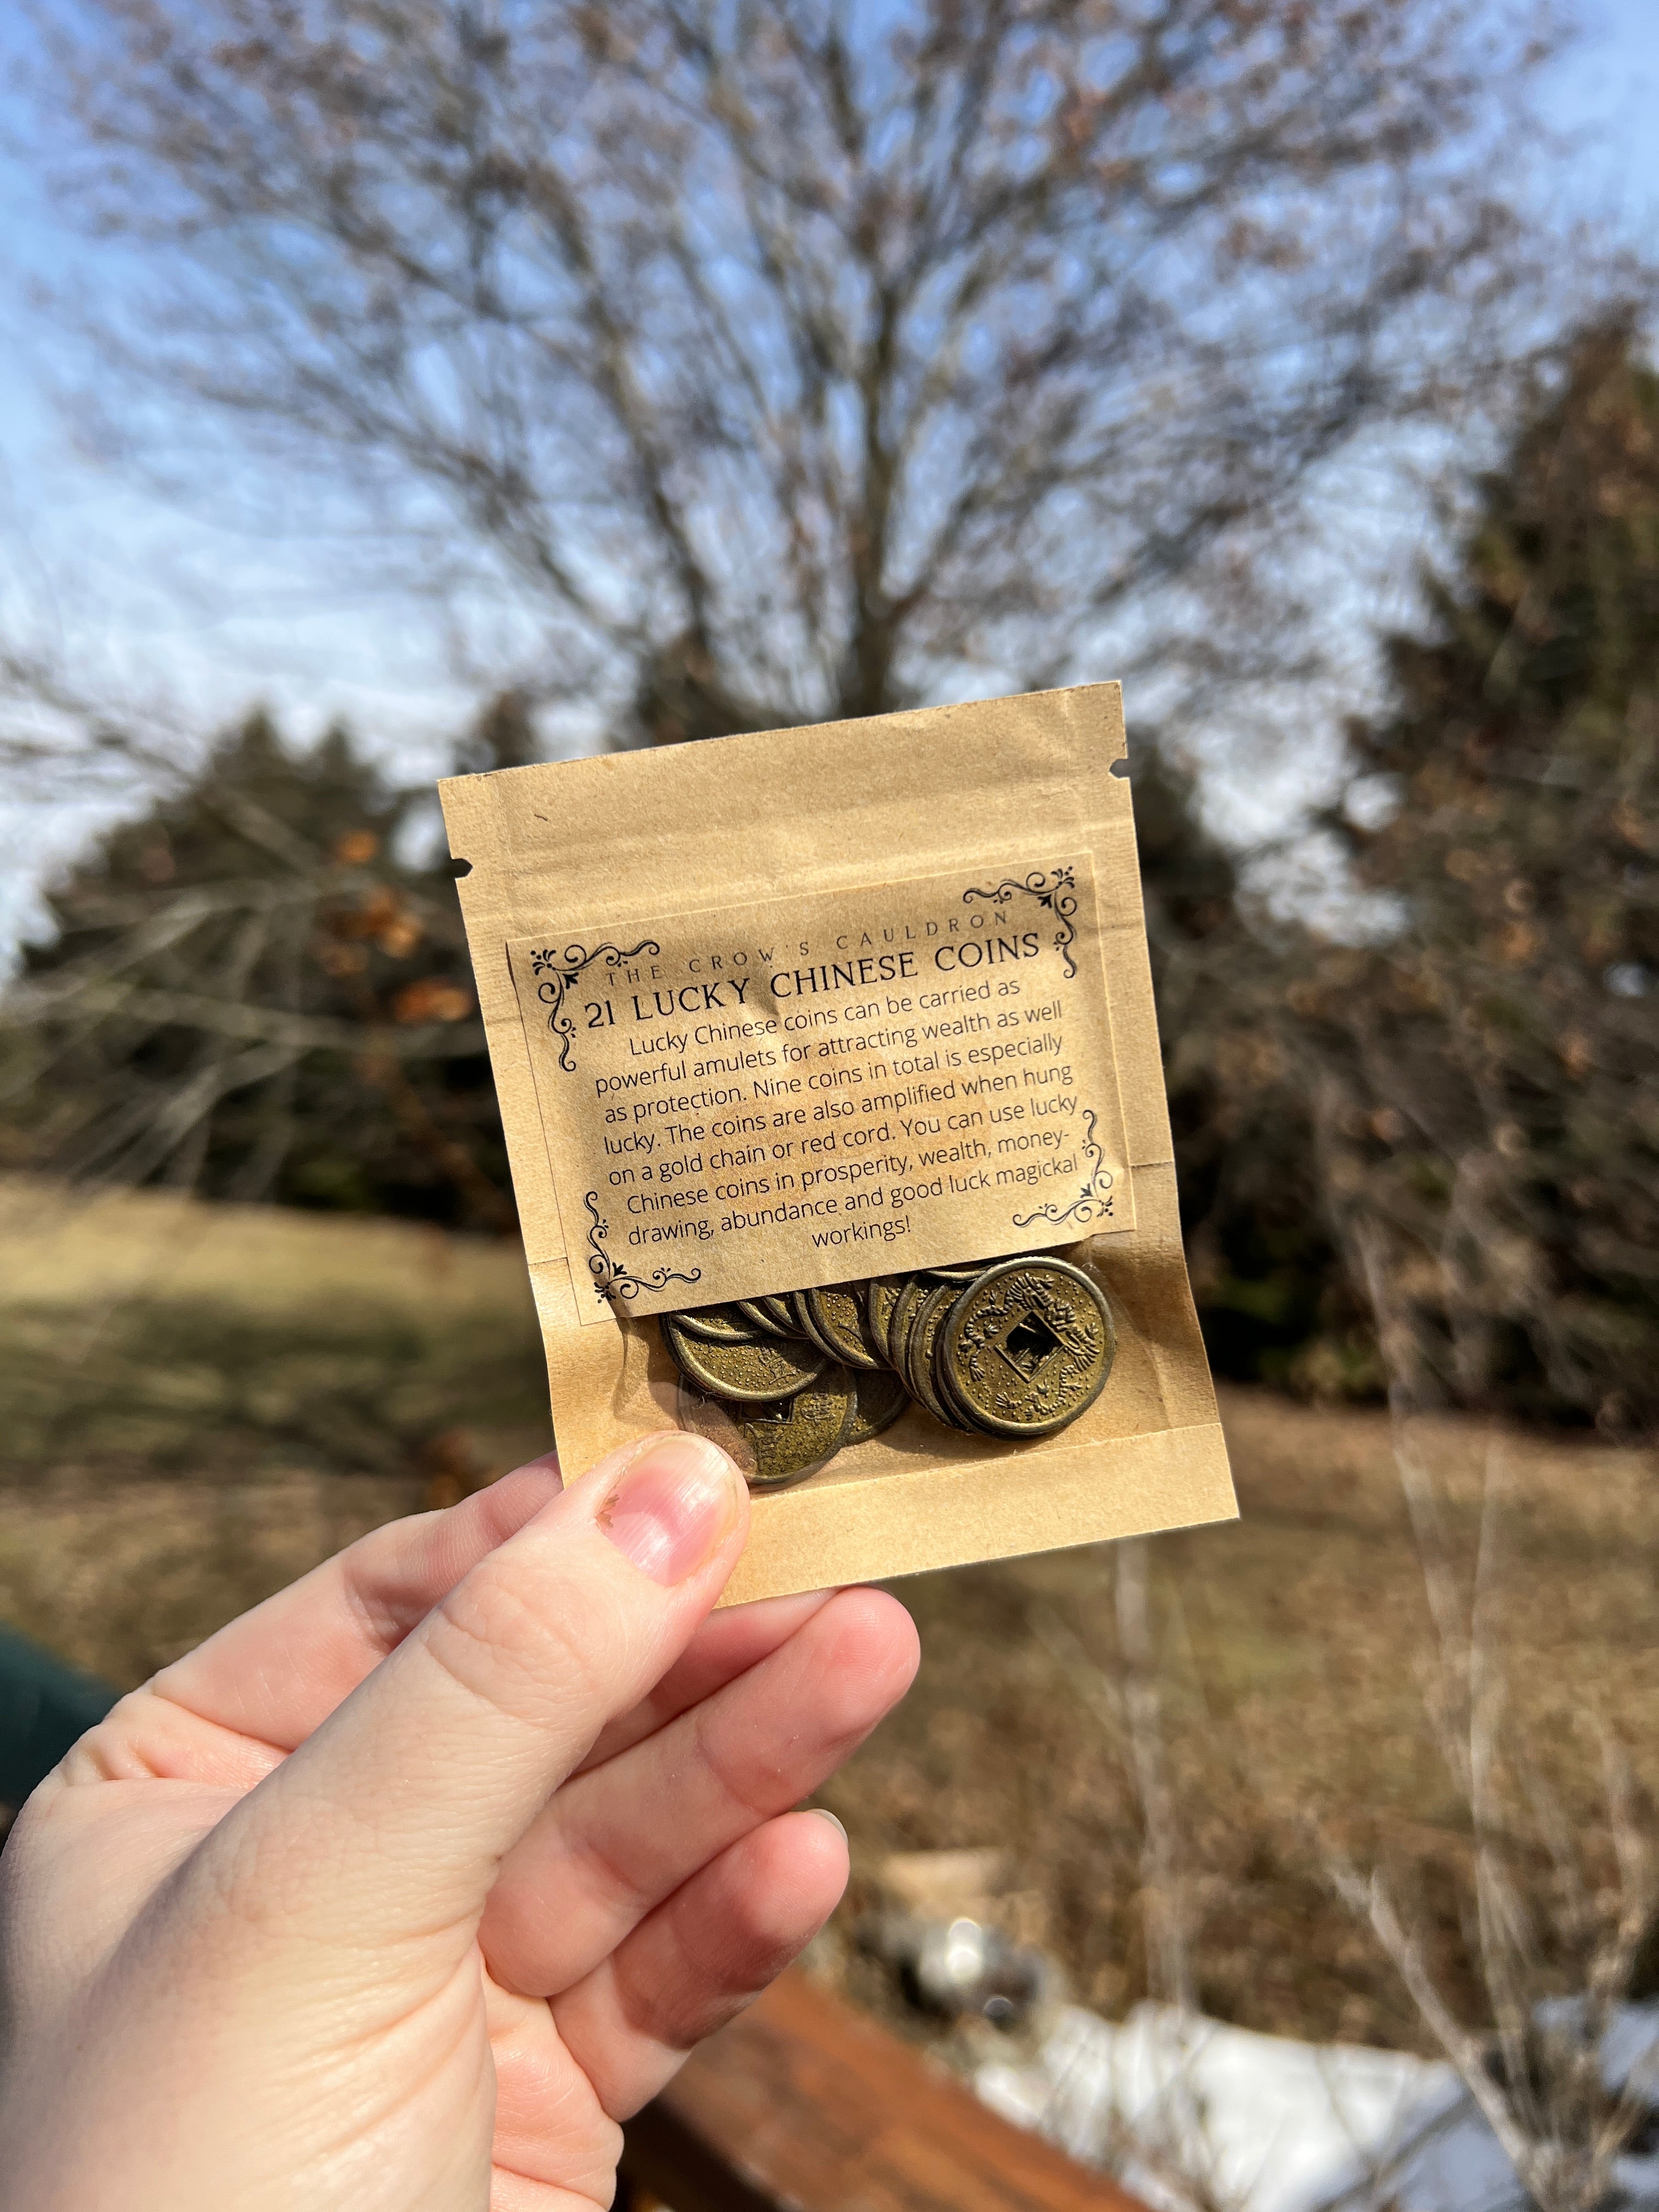 THE CROW'S CAULDRON
21 LUCKY CHINESE COINS
Lucky Chinese coins can be carried as
powerful amulets for attracting wealth as well
as protection. Nine coins in total is especially
lucky. The coins are also amplified when hung
on a gold chain or red cord. You can use lucky
Chinese coins in prosperity, wealth, money-
drawing, abundance and good luck magickal
workings!